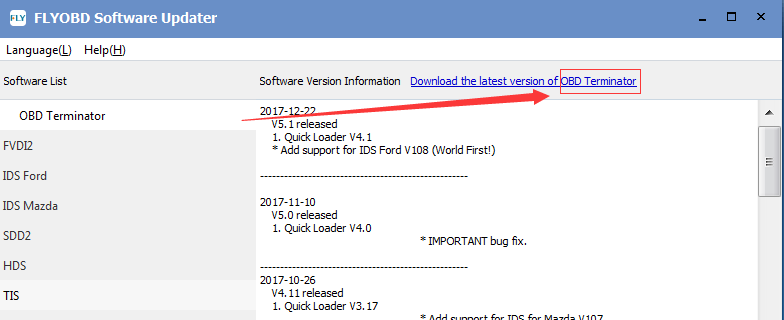 FLY FLYOBD Software Updater
Language(L) Help(H)
Software List
Software Version Information Download the latest version of OBD Terminator
OBD Terminator
FVDI2
IDS Ford
IDS Mazda
SDD2
HDS
TIS
2017-12-22
V5.1 released
1. Quick Loader V4.1
* Add support for IDS Ford V108 (World First!)
----------------------------------------------------
2017-11-10
V5.0 released
1. Quick Loader V4.0
* IMPORTANT bug fix.
----------------------------------------------------
2017-10-26
V4.11 released
1. Quick Loader V3.17
* Add support for IDS for Mazda V107